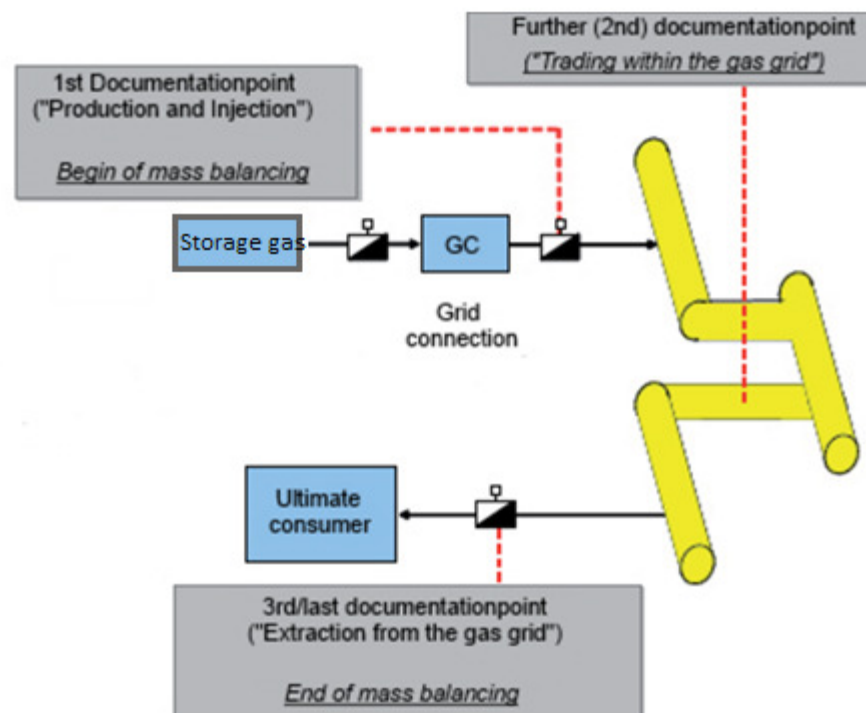 Further (2nd) documentationpoint
("Trading within the gas grid")
1st Documentationpoint
("Production and Injection")
Begin of mass balancing
Storage gas
GC
Grid
connection
Ultimate
consumer
3rd/last documentationpoint
("Extraction from the gas grid")
End of mass balancing